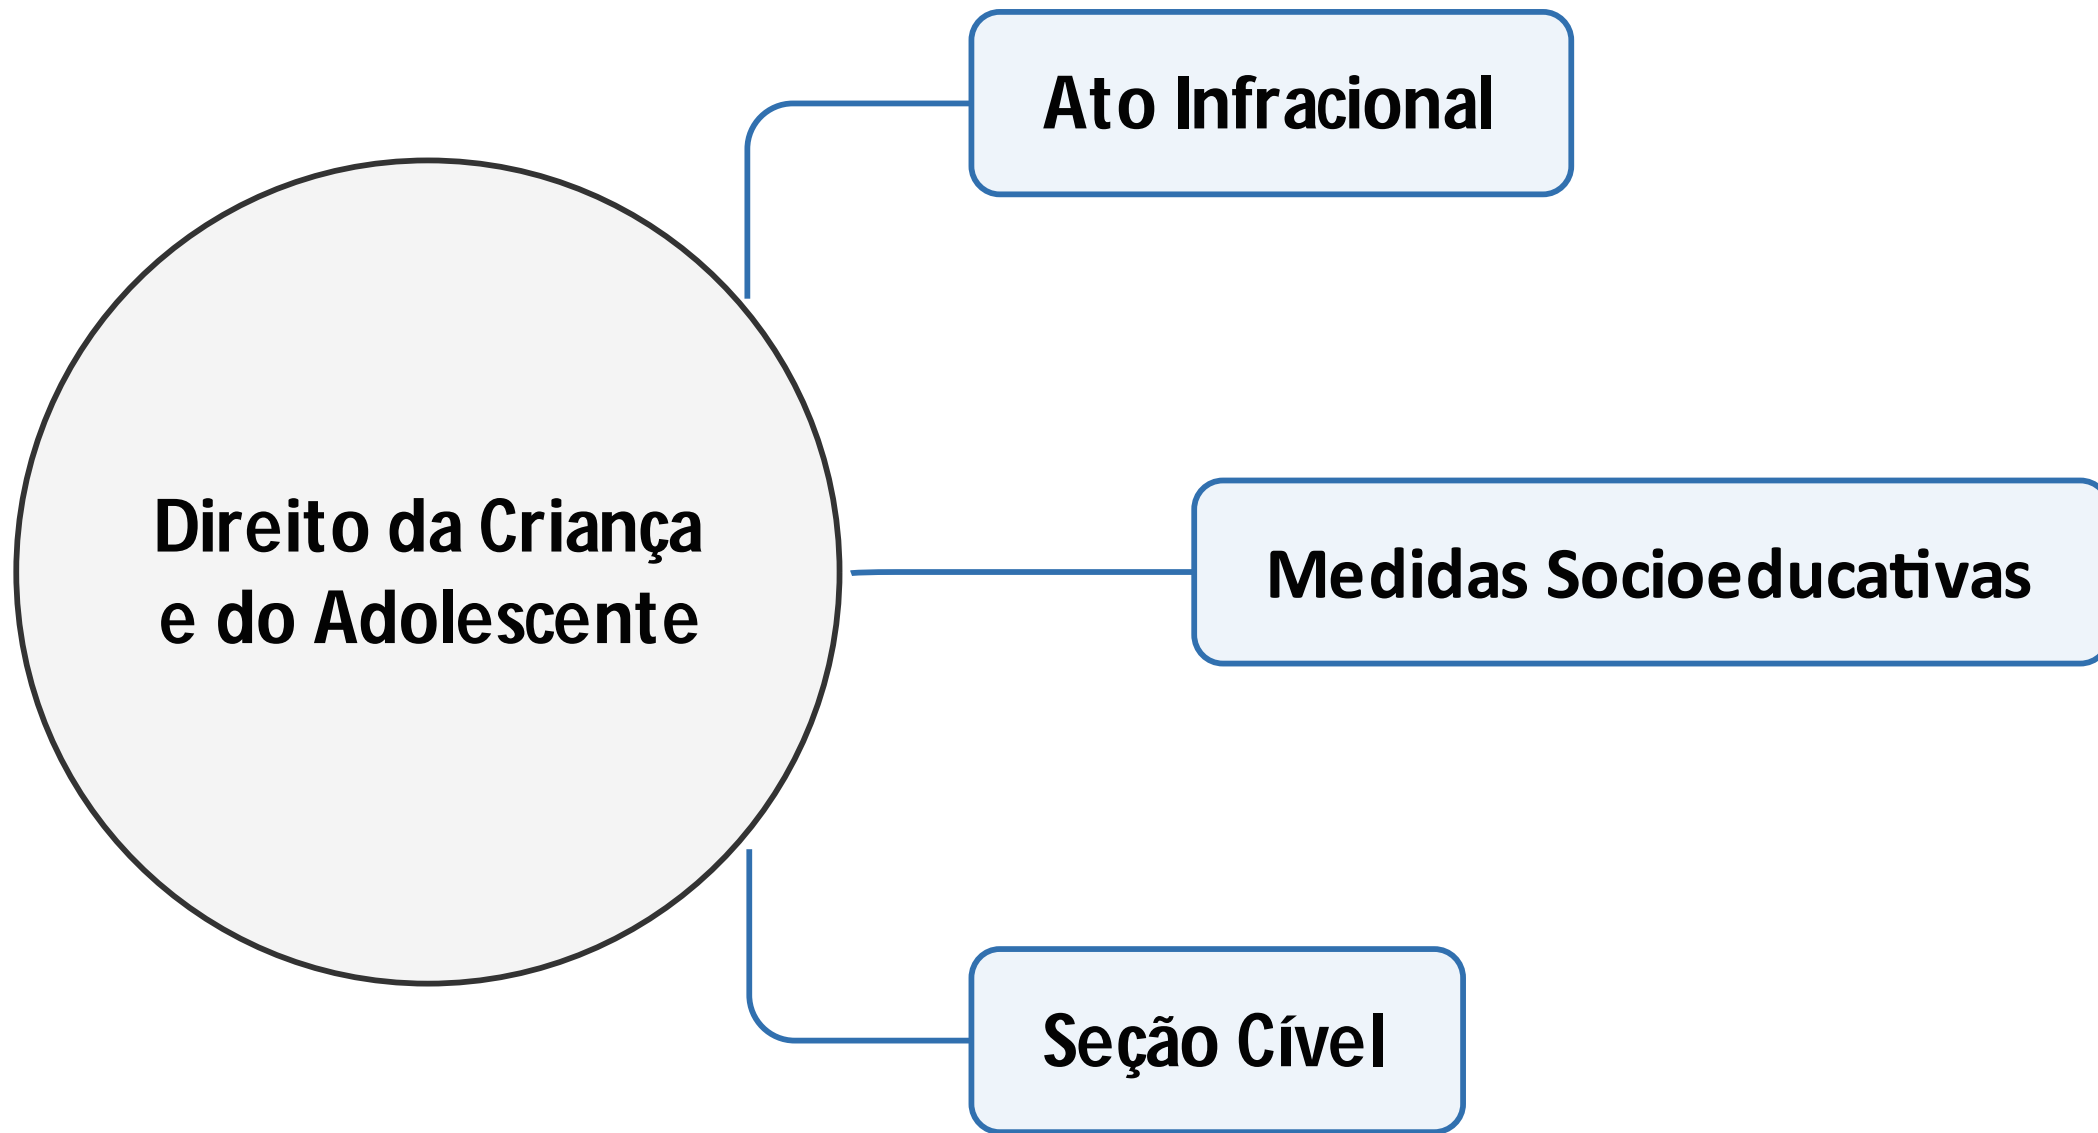 Ato Infracional
Direito da Criança
e do Adolescente
Medidas Socioeducativas
Seção Cível